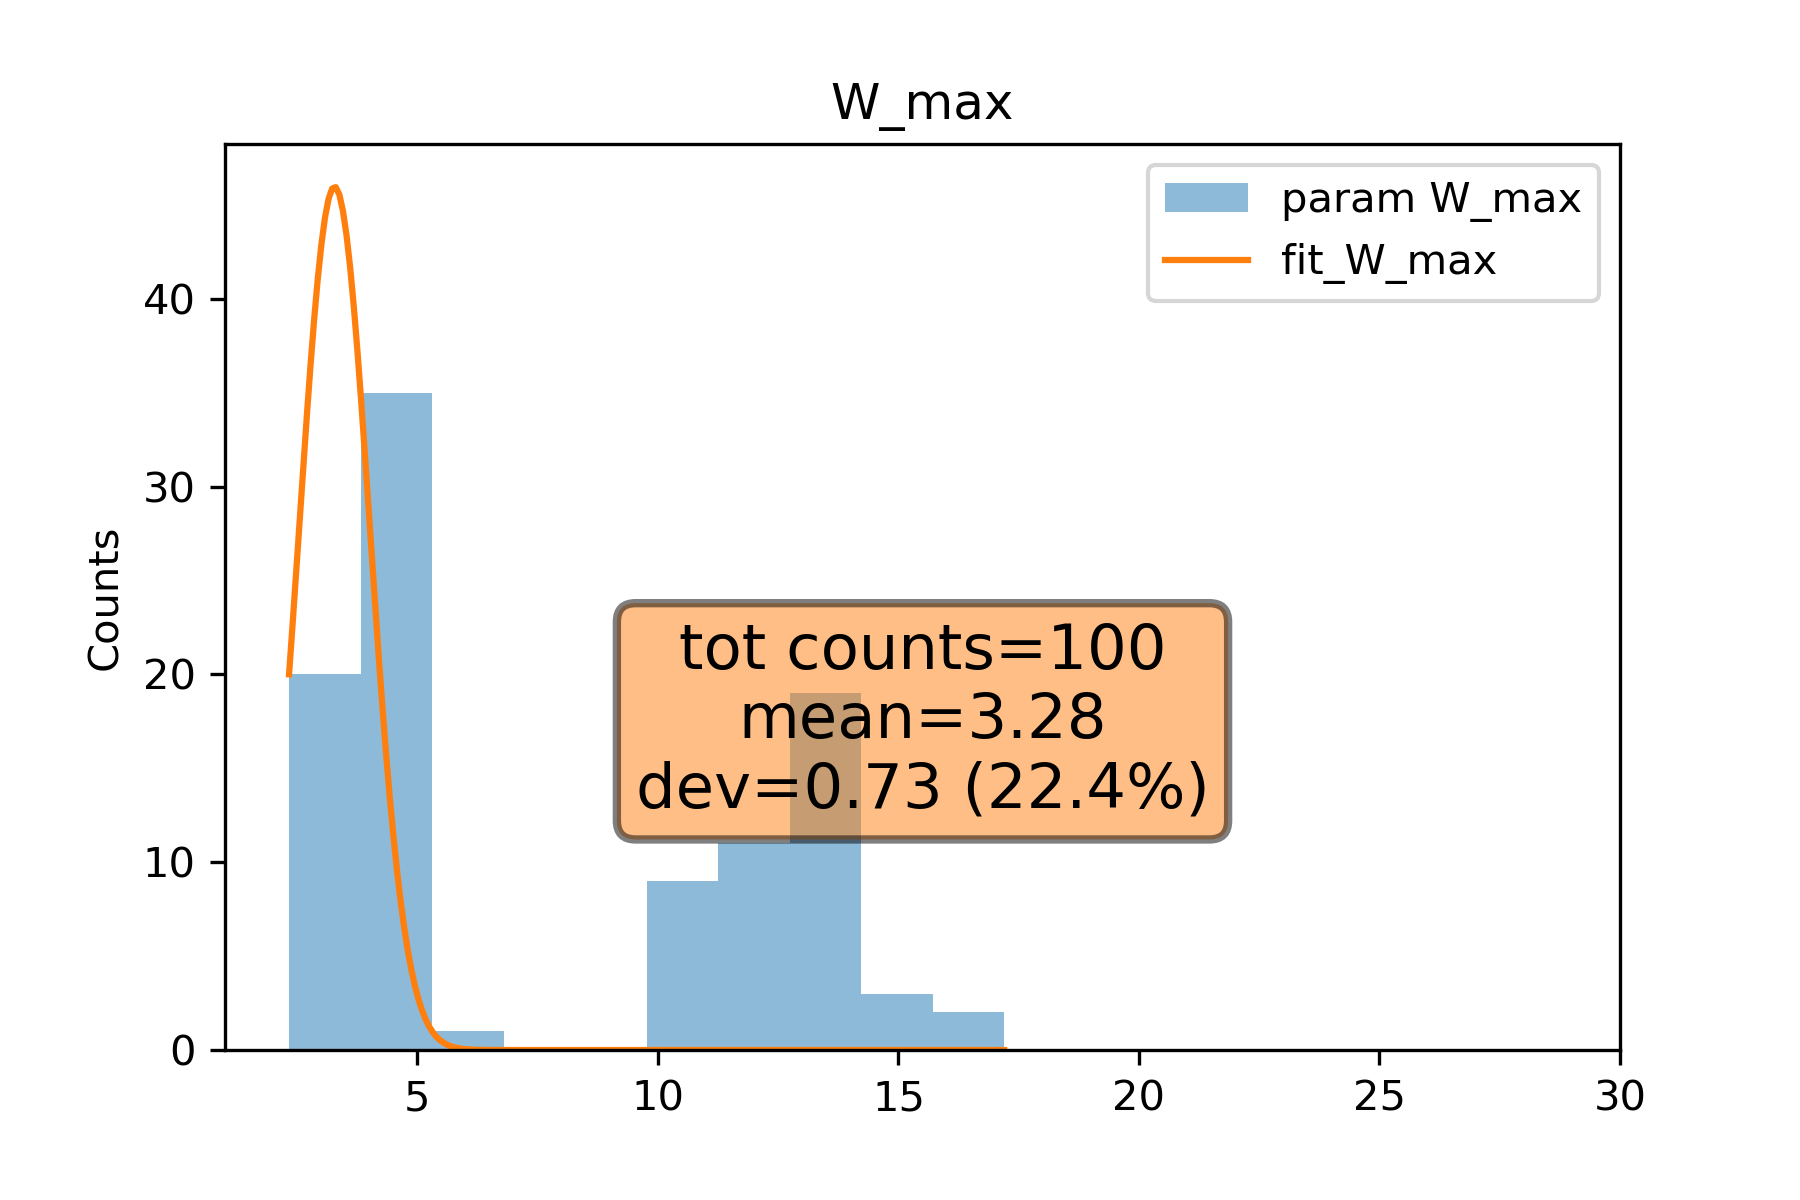 W_max
param W_max
fit_W_max
Counts
40
30
20
10
0
tot counts=100
mean=3.28
dev=0.73 (22.4%)
5
10
15
20
25
30